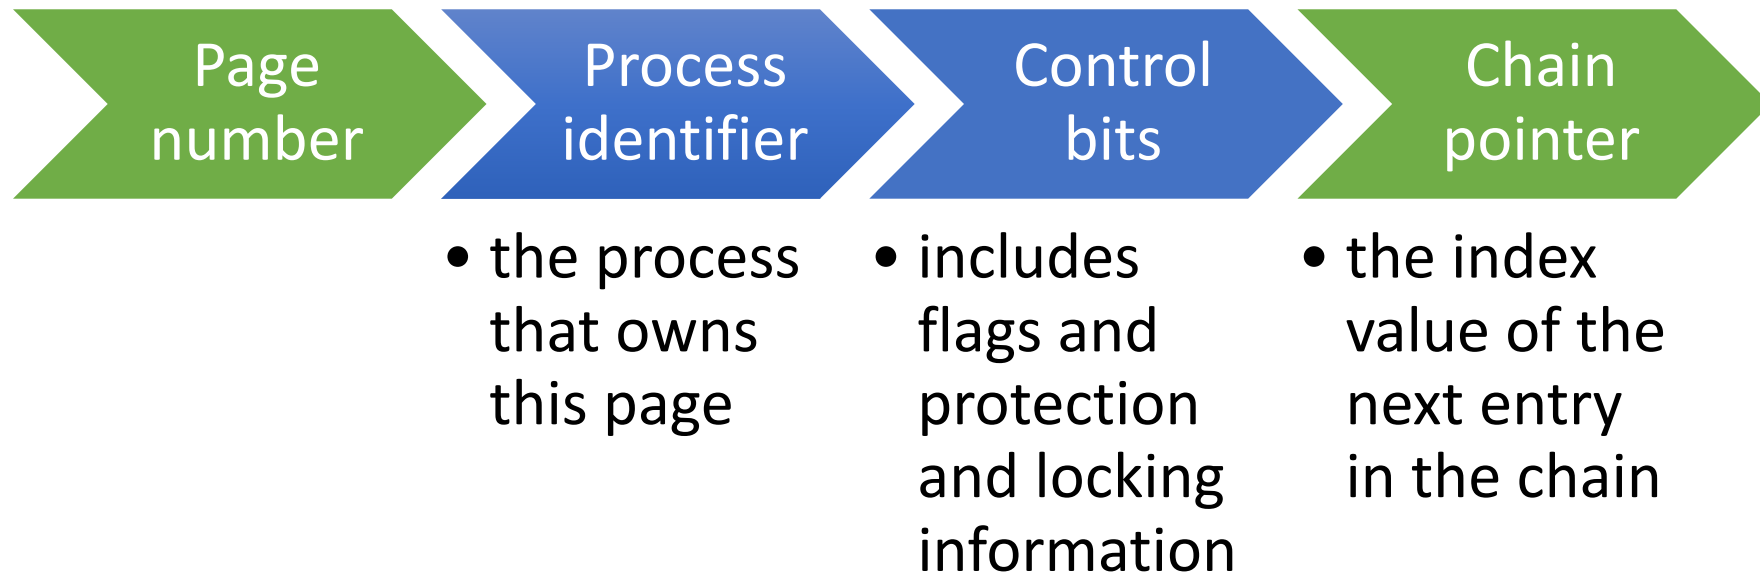 Page
number
Process
identifier
• the process
that owns
this page
Control
bits
• includes
flags and
protection
and locking
information
Chain
pointer
• the index
value of the
next entry
in the chain